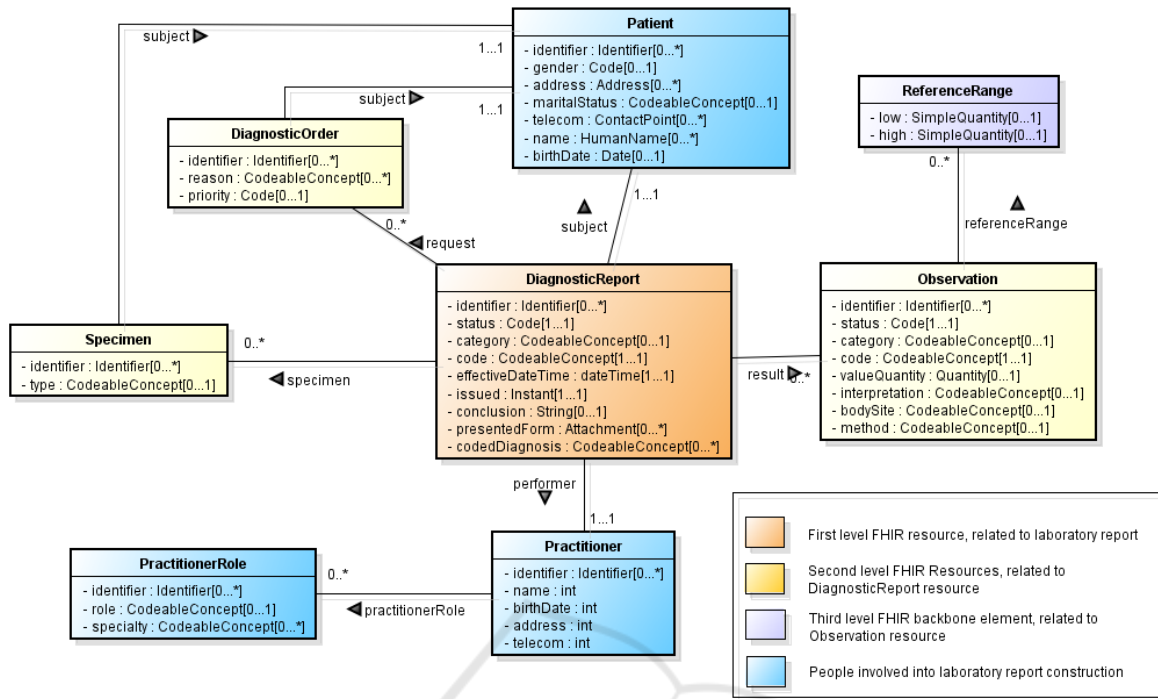 Patient
- identifier : Identifier[0...*]
- gender : Code[0...1]
- address : Address[0...*]
- maritalStatus : CodeableConcept[0...1]
- telecom : ContactPoint[0...*]
- name : HumanName[0...*]
- birthDate : Date[0...1]
subject
1...1
subject
1...1
ReferenceRange
- low : SimpleQuantity[0...1]
- high : SimpleQuantity[0...1]
DiagnosticOrder
- identifier : Identifier[0...*]
- reason : CodeableConcept[0...*]
- priority : Code[0...1]
0..*
1...1
subject
0..*
request
referenceRange
DiagnosticReport
- identifier : Identifier[0...*]
- status : Code[1...1]
- category : CodeableConcept[0...1]
- code : CodeableConcept[1...1]
- effectiveDateTime : dateTime[1...1]
- issued : Instant[1...1]
- conclusion : String[0...1]
- presentedForm : Attachment[0...*]
- codedDiagnosis : CodeableConcept[0...*]
Observation
- identifier : Identifier[0...*]
- status : Code[1...1]
- category : CodeableConcept[0...1]
- code : CodeableConcept[1...1]
- valueQuantity : Quantity[0...1]
- interpretation : CodeableConcept[0...1]
- bodySite : CodeableConcept[0...1]
- method : CodeableConcept[0...1]
Specimen
- identifier : Identifier[0...*]
- type : CodeableConcept[0...1]
0..*
specimen
result
0..*
performer
1...1
Practitioner
- identifier : Identifier[0...*]
- name : int
- birthDate : int
- address : int
- telecom : int
PractitionerRole
- identifier : Identifier[0...*]
- role : CodeableConcept[0...1]
- specialty : CodeableConcept[0...*]
0..*
practitionerRole
First level FHIR resource, related to laboratory report
Second level FHIR Resources, related to
DiagnosticReport resource
Third level FHIR backbone element, related to
Observation resource
People involved into laboratory report construction